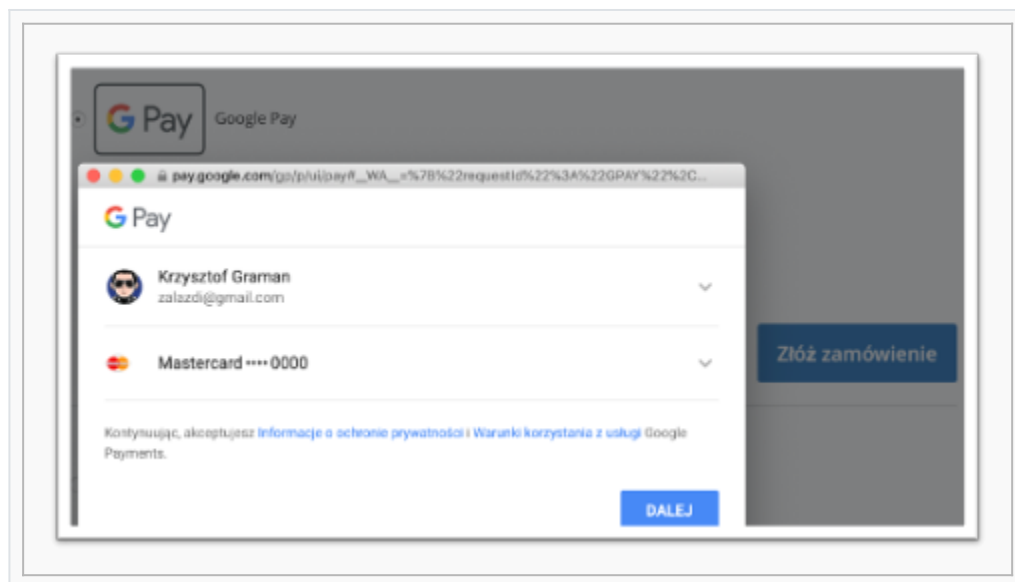 G Pay Google Pay
pay.google.com/gp/p/ui/pay#__WA__=%7B%22requestId%22%3A%22GPAY%22%2C...
G Pay
Krzysztof Graman
zalazdi@gmail.com
Mastercard •••• 0000
Złóż zamówienie
Kontynuując, akceptujesz Informacje o ochronie prywatności i Warunki korzystania z usługi Google
Payments.
DALEJ